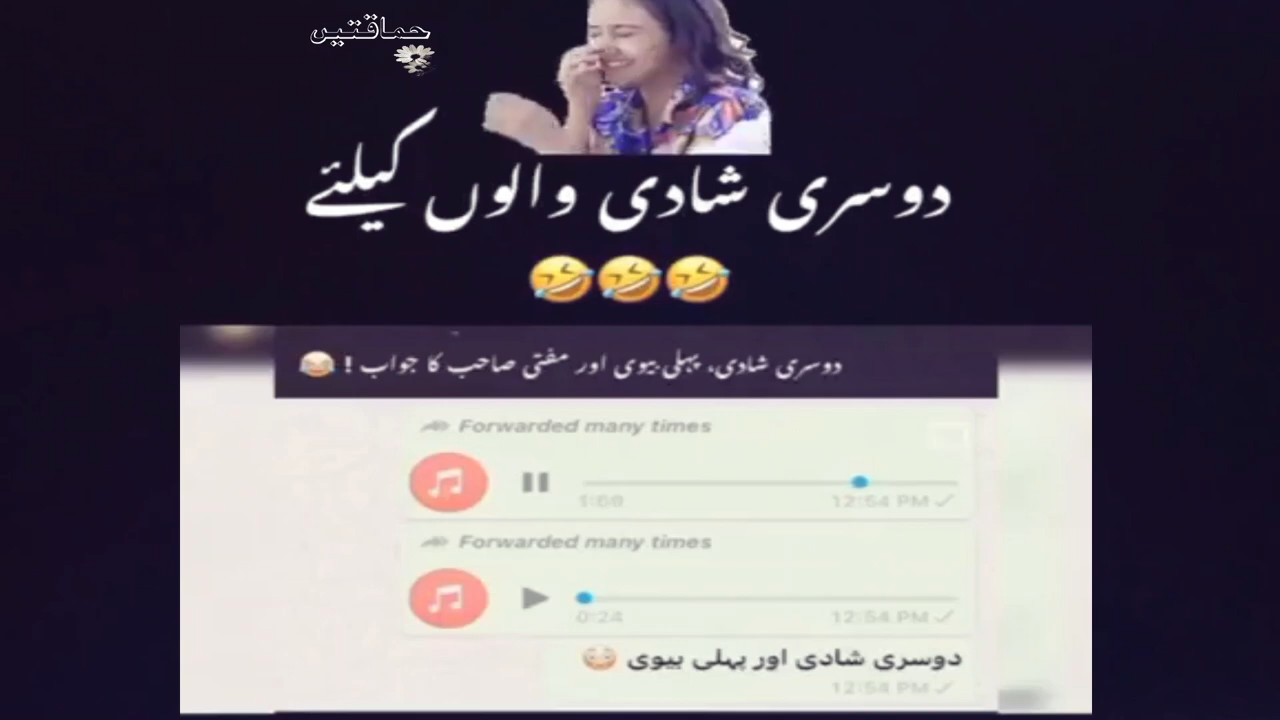 حماقتیں
دوسری شادی والوں کیلئے
🤣🤣🤣
دوسری شادی، پہلی بیوی اور مفتی صاحب کا جواب ! 😂
Forwarded many times
1:59
12:54 PM ✓
Forwarded many times
0:24
12:54 PM ✓
دوسری شادی اور پہلی بیوی 😳
12:54 PM ✓